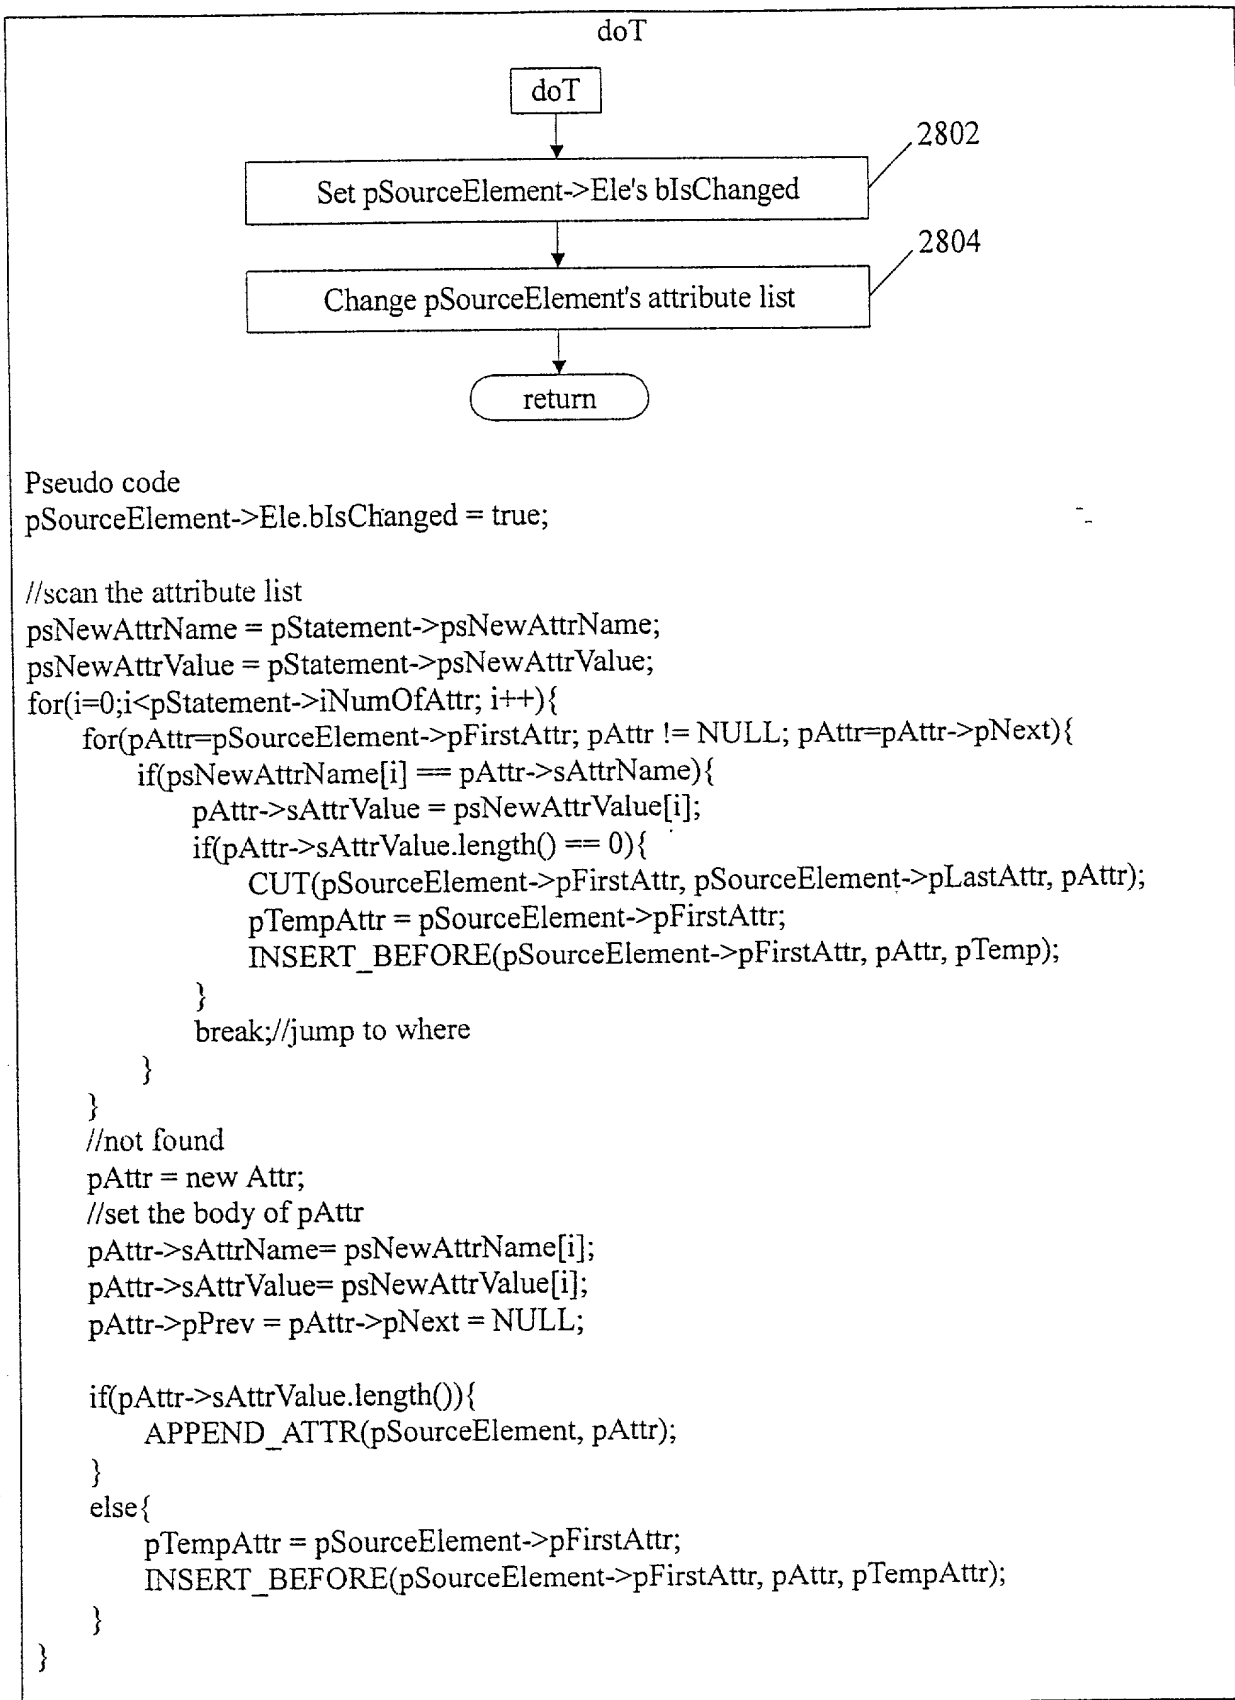 doT
doT
2802
Set pSourceElement->Ele's bIsChanged
2804
Change pSourceElement's attribute list
return
Pseudo code
pSourceElement->Ele.bIsChanged = true;
//scan the attribute list
psNewAttrName = pStatement->psNewAttrName;
psNewAttrValue = pStatement->psNewAttrValue;
for(i=0;i<pStatement->iNumOfAttr; i++){
for(pAttr=pSourceElement->pFirstAttr; pAttr != NULL; pAttr=pAttr->pNext){
if(psNewAttrName[i] == pAttr->sAttrName){
pAttr->sAttrValue = psNewAttrValue[i];
if(pAttr->sAttrValue.length() == 0){
CUT(pSourceElement->pFirstAttr, pSourceElement->pLastAttr, pAttr);
pTempAttr = pSourceElement->pFirstAttr;
INSERT_BEFORE(pSourceElement->pFirstAttr, pAttr, pTemp);
}
break;//jump to where
}
}
//not found
pAttr = new Attr;
//set the body of pAttr
pAttr->sAttrName= psNewAttrName[i];
pAttr->sAttrValue= psNewAttrValue[i];
pAttr->pPrev = pAttr->pNext = NULL;
if(pAttr->sAttrValue.length()){
APPEND_ATTR(pSourceElement, pAttr);
}
else{
pTempAttr = pSourceElement->pFirstAttr;
INSERT_BEFORE(pSourceElement->pFirstAttr, pAttr, pTempAttr);
}
}